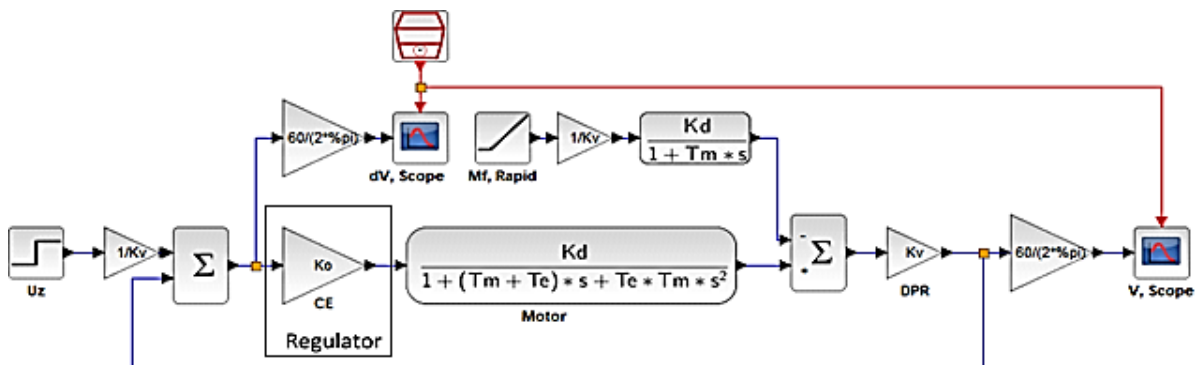 60/(2*%pi)
dV, Scope
Mf, Rapid
1/Kv
Kd
1 + Tm * s
Uz
1/Kv
Σ
Ko
CE
Regulator
Kd
1 + (Tm + Te) * s + Te * Tm * s²
Motor
-
+
Σ
Kv
DPR
60/(2*%pi)
V, Scope